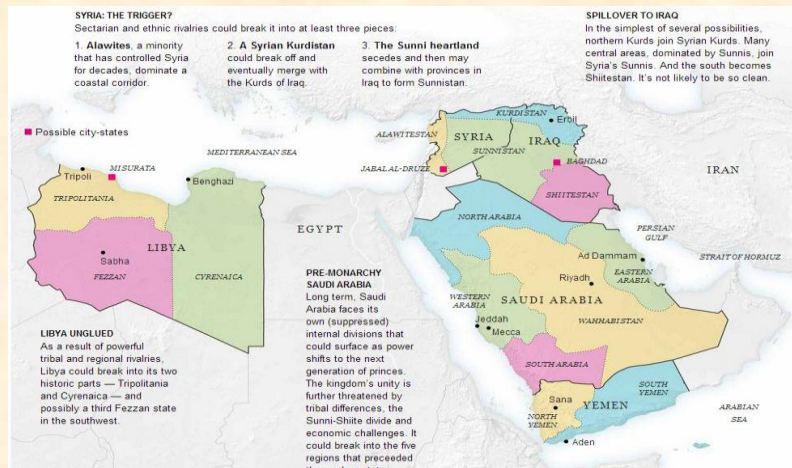 SYRIA: THE TRIGGER?
Sectarian and ethnic rivalries could break it into at least three pieces:
1. Alawites, a minority
that has controlled Syria
for decades, dominate a
coastal corridor.
2. A Syrian Kurdistan
could break off and
eventually merge with
the Kurds of Iraq.
3. The Sunni heartland
secedes and then may
combine with provinces in
Iraq to form Sunnistan.
SPILLOVER TO IRAQ
In the simplest of several possibilities,
northern Kurds join Syrian Kurds. Many
central areas, dominated by Sunnis, join
Syria's Sunnis. And the south becomes
Shiitestan. It's not likely to be so clean.
Possible city-states
KURDISTAN
Erbil
ALAWITESTAN
SYRIA
IRAQ
SUNNISTAN
MEDITERRANEAN SEA
JABAL AL-DRUZE
BAGHDAD
IRAN
MISURATA
Tripoli
Benghazi
TRIPOLITANIA
SHIITESTAN
NORTH ARABIA
EGYPT
PERSIAN
GULF
LIBYA
Sabha
FEZZAN
CYRENAICA
Ad Dammam
STRAIT OF HORMUZ
EASTERN
ARABIA
Riyadh
WESTERN
ARABIA
SAUDI ARABIA
Jeddah
Mecca
WAHHABISTAN
PRE-MONARCHY
SAUDI ARABIA
Long term, Saudi
Arabia faces its
own (suppressed)
internal divisions that
could surface as power
shifts to the next
generation of princes.
The kingdom's unity is
further threatened by
tribal differences, the
Sunni-Shiite divide and
economic challenges. It
could break into the five
regions that preceeded
LIBYA UNGLUED
As a result of powerful
tribal and regional rivalries,
Libya could break into its two
historic parts — Tripolitania
and Cyrenaica — and
possibly a third Fezzan state
in the southwest.
SOUTH ARABIA
SOUTH
YEMEN
Sana
YEMEN
NORTH
YEMEN
ARABIAN
SEA
Aden